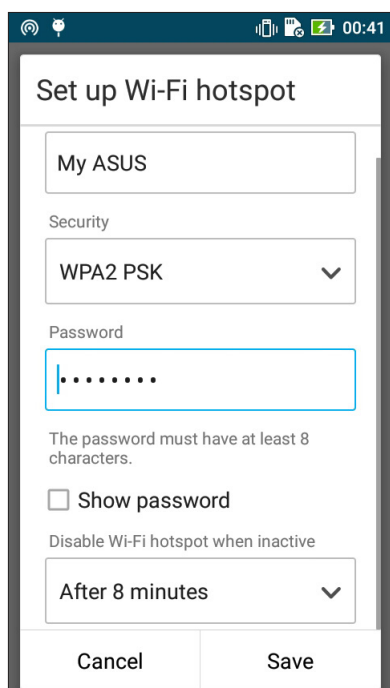 00:41
Set up Wi-Fi hotspot
My ASUS
Security
WPA2 PSK
Password
••••••••
The password must have at least 8
characters.
Show password
Disable Wi-Fi hotspot when inactive
After 8 minutes
Cancel
Save